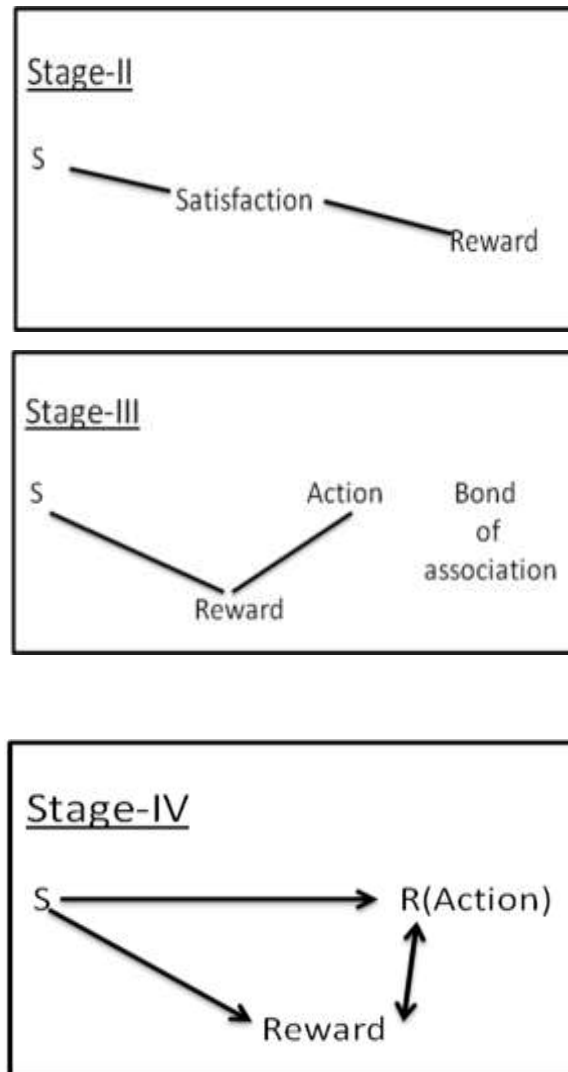 Stage-II
S
Satisfaction
Reward
Stage-III
S Action Bond
of
association
Reward
Stage-IV
S R(Action)
Reward